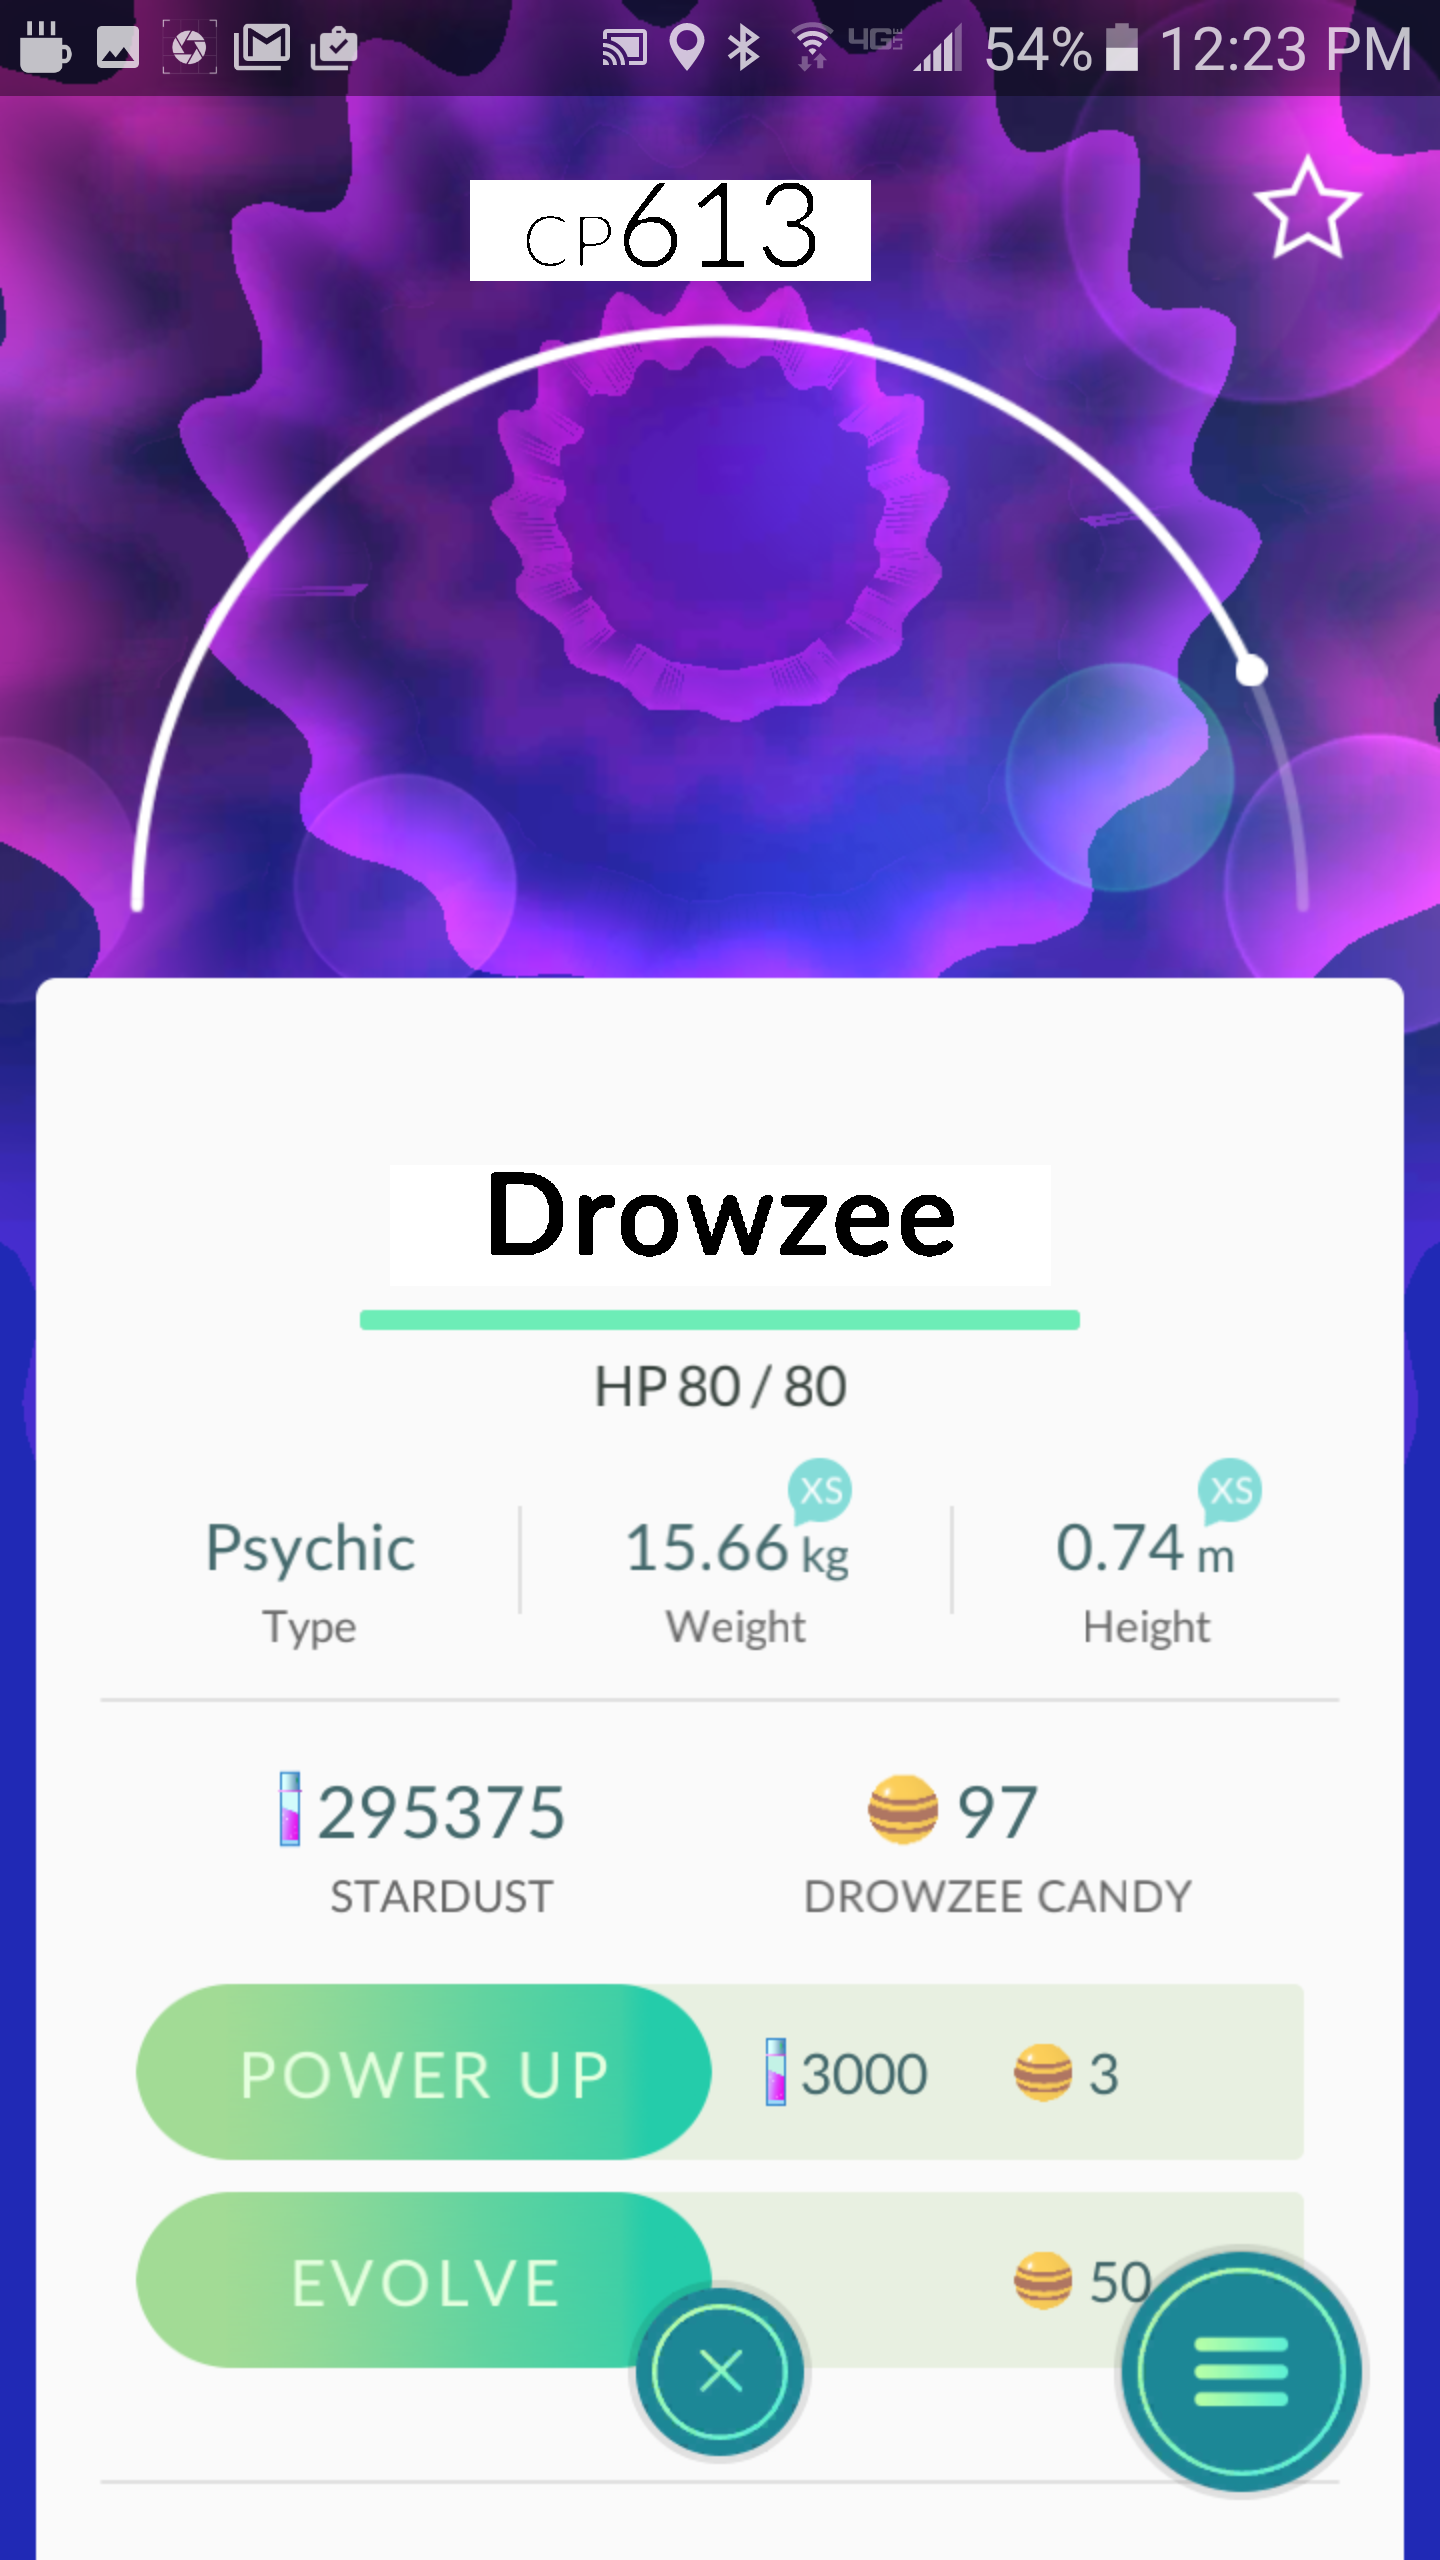 4G LTE 54% 12:23 PM
CP613
Drowzee
HP 80 / 80
XS XS
Psychic 15.66 kg 0.74 m
Type Weight Height
295375 97
STARDUST DROWZEE CANDY
POWER UP 3000 3
EVOLVE 50